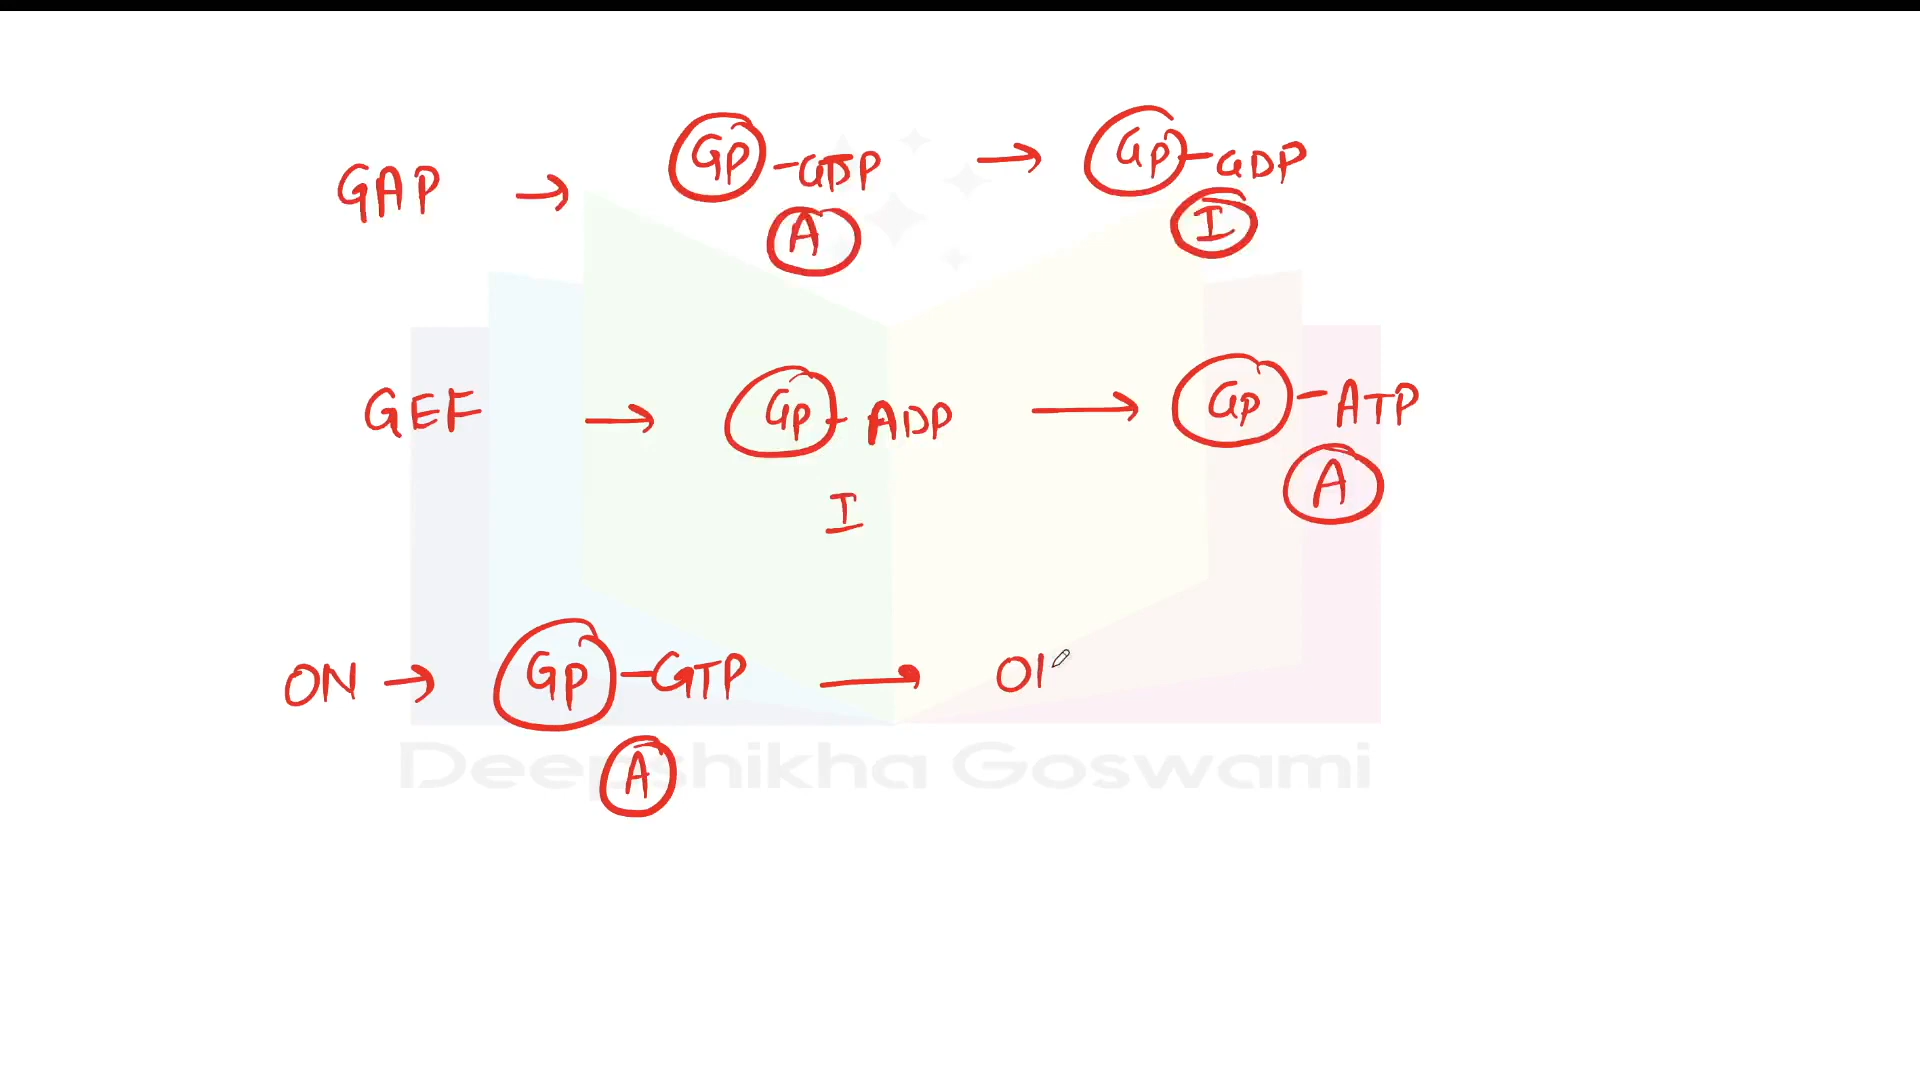 GAP → Gp -GTP → Gp -GDP
A I
GEF → Gp - ADP → Gp - ATP
I A
ON → Gp -GTP → 
A
Deepshikha Goswami